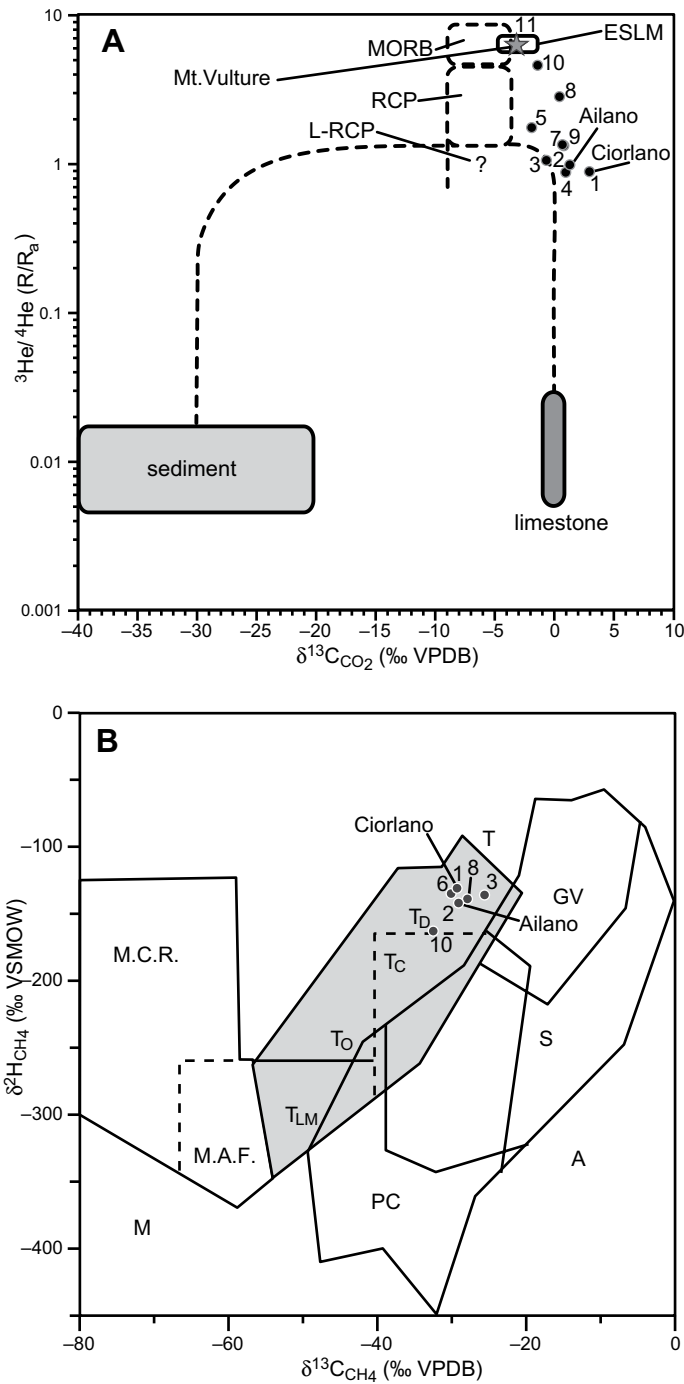 A
10
1
0.1
0.01
0.001
³He/⁴He (R/Rₐ)
MORB
11
ESLM
Mt.Vulture
10
RCP
8
Ailano
5
L-RCP
7
9
Ciorlano
?
3
2
4
1
sediment
limestone
−40
−35
−30
−25
−20
−15
−10
−5
0
5
10
δ¹³C_CO₂ (‰ VPDB)
B
0
−100
−200
−300
−400
δ²H_CH₄ (‰ VSMOW)
Ciorlano
T
1
8
6
3
GV
2
Ailano
T_D
10
M.C.R.
T_C
S
T_O
T_LM
M.A.F.
A
PC
M
−80
−60
−40
−20
0
δ¹³C_CH₄ (‰ VPDB)